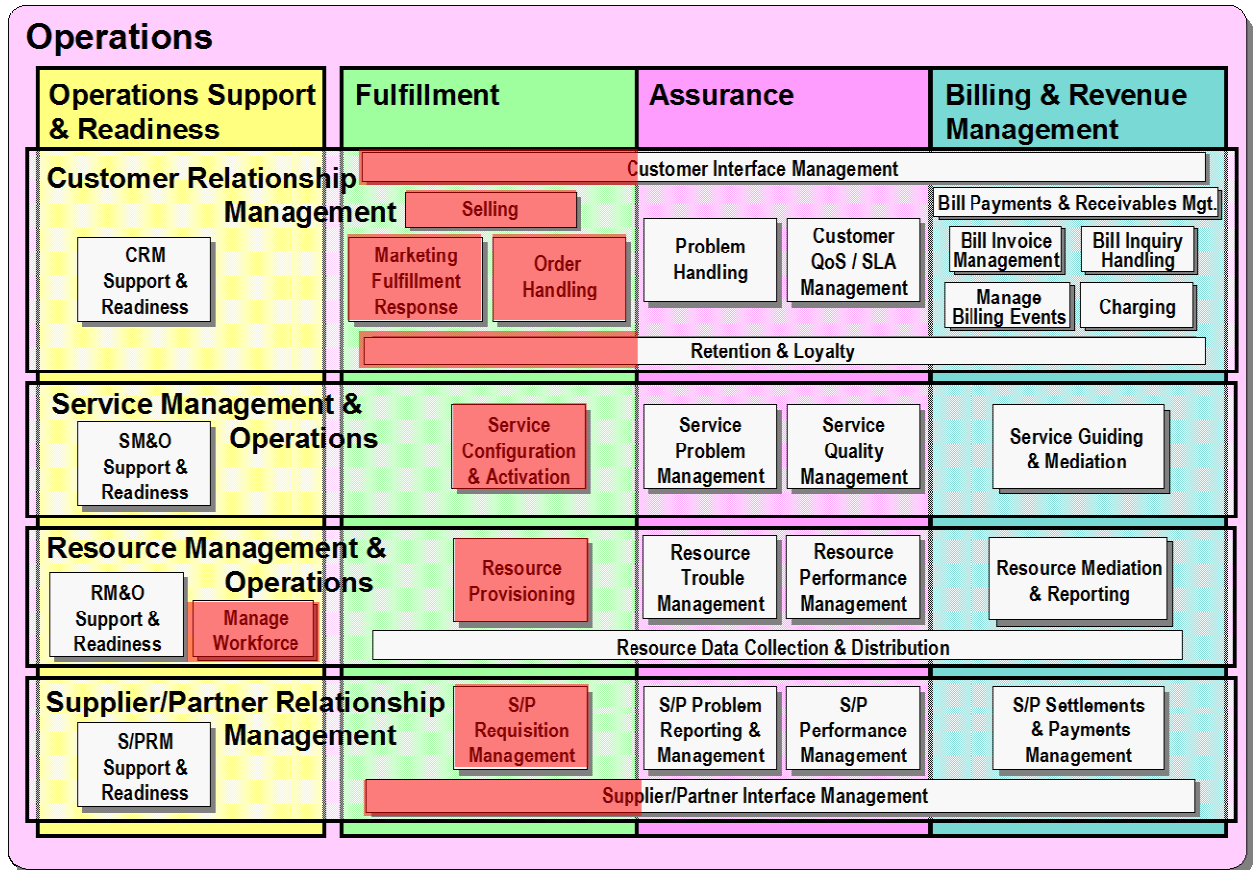 Operations
Operations Support
& Readiness
Fulfillment
Assurance
Billing & Revenue
Management
Customer Relationship
Management
Customer Interface Management
Selling
Bill Payments & Receivables Mgt.
CRM
Support &
Readiness
Marketing
Fulfillment
Response
Order
Handling
Problem
Handling
Customer
QoS / SLA
Management
Bill Invoice
Management
Bill Inquiry
Handling
Manage
Billing Events
Charging
Retention & Loyalty
Service Management &
Operations
SM&O
Support &
Readiness
Service
Configuration
& Activation
Service
Problem
Management
Service
Quality
Management
Service Guiding
& Mediation
Resource Management &
Operations
RM&O
Support &
Readiness
Manage
Workforce
Resource
Provisioning
Resource
Trouble
Management
Resource
Performance
Management
Resource Mediation
& Reporting
Resource Data Collection & Distribution
Supplier/Partner Relationship
Management
S/PRM
Support &
Readiness
S/P
Requisition
Management
S/P Problem
Reporting &
Management
S/P
Performance
Management
S/P Settlements
& Payments
Management
Supplier/Partner Interface Management